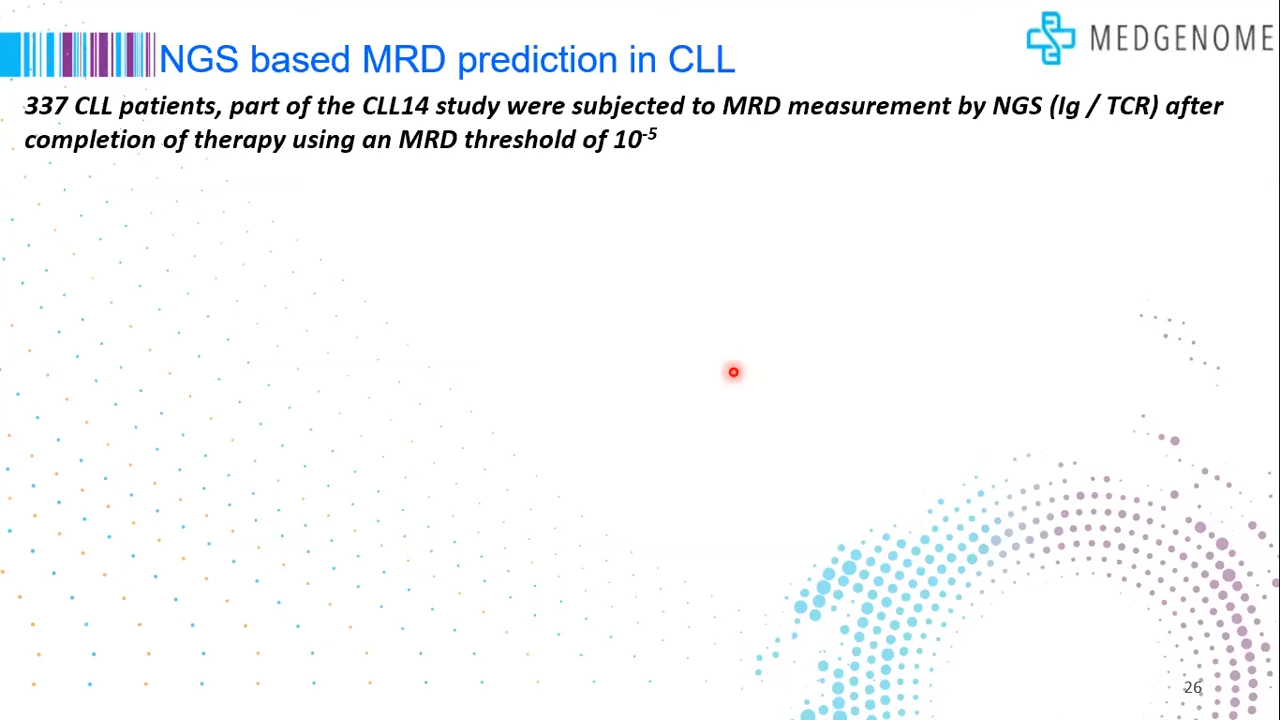 MEDGENOME
NGS based MRD prediction in CLL
337 CLL patients, part of the CLL14 study were subjected to MRD measurement by NGS (Ig / TCR) after
completion of therapy using an MRD threshold of 10⁻⁵
26